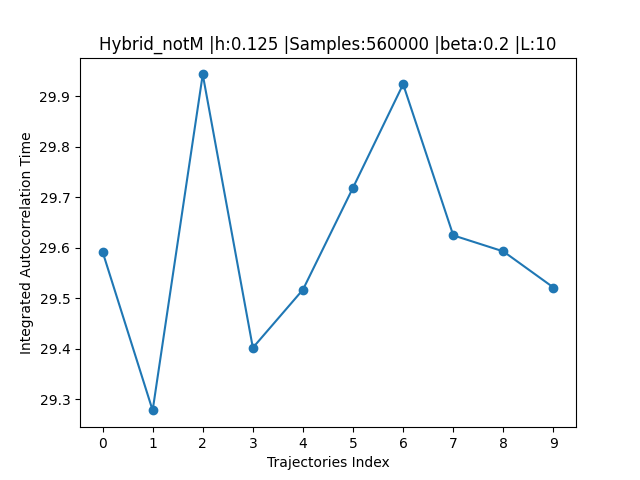 Hybrid_notM |h:0.125 |Samples:560000 |beta:0.2 |L:10
Integrated Autocorrelation Time
29.9
29.8
29.7
29.6
29.5
29.4
29.3
0 1 2 3 4 5 6 7 8 9
Trajectories Index